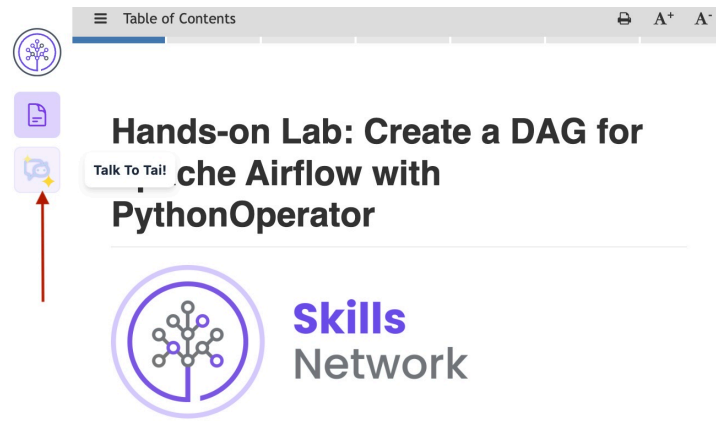 Table of Contents
A+ A-
Hands-on Lab: Create a DAG for
Talk To Tai!
che Airflow with
PythonOperator
Skills
Network